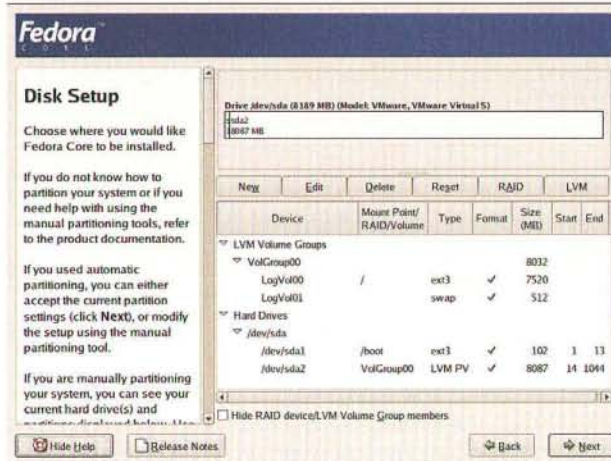 Fedora
CORE
Disk Setup
Choose where you would like
Fedora Core to be installed.
If you do not know how to
partition your system or if you
need help with using the
manual partitioning tools, refer
to the product documentation.
If you used automatic
partitioning, you can either
accept the current partition
settings (click Next), or modify
the setup using the manual
partitioning tool.
If you are manually partitioning
your system, you can see your
current hard drive(s) and
partitions displayed below. Use
Drive /dev/sda (8189 MB) (Model: VMware, VMware Virtual S)
sda2
8087 MB
New Edit Delete Reset RAID LVM
Device Mount Point/ RAID/Volume Type Format Size (MB) Start End
LVM Volume Groups
VolGroup00 8032
LogVol00 / ext3 ✓ 7520
LogVol01 swap ✓ 512
Hard Drives
/dev/sda
/dev/sda1 /boot ext3 ✓ 102 1 13
/dev/sda2 VolGroup00 LVM PV ✓ 8087 14 1044
Hide RAID device/LVM Volume Group members
Hide Help Release Notes Back Next